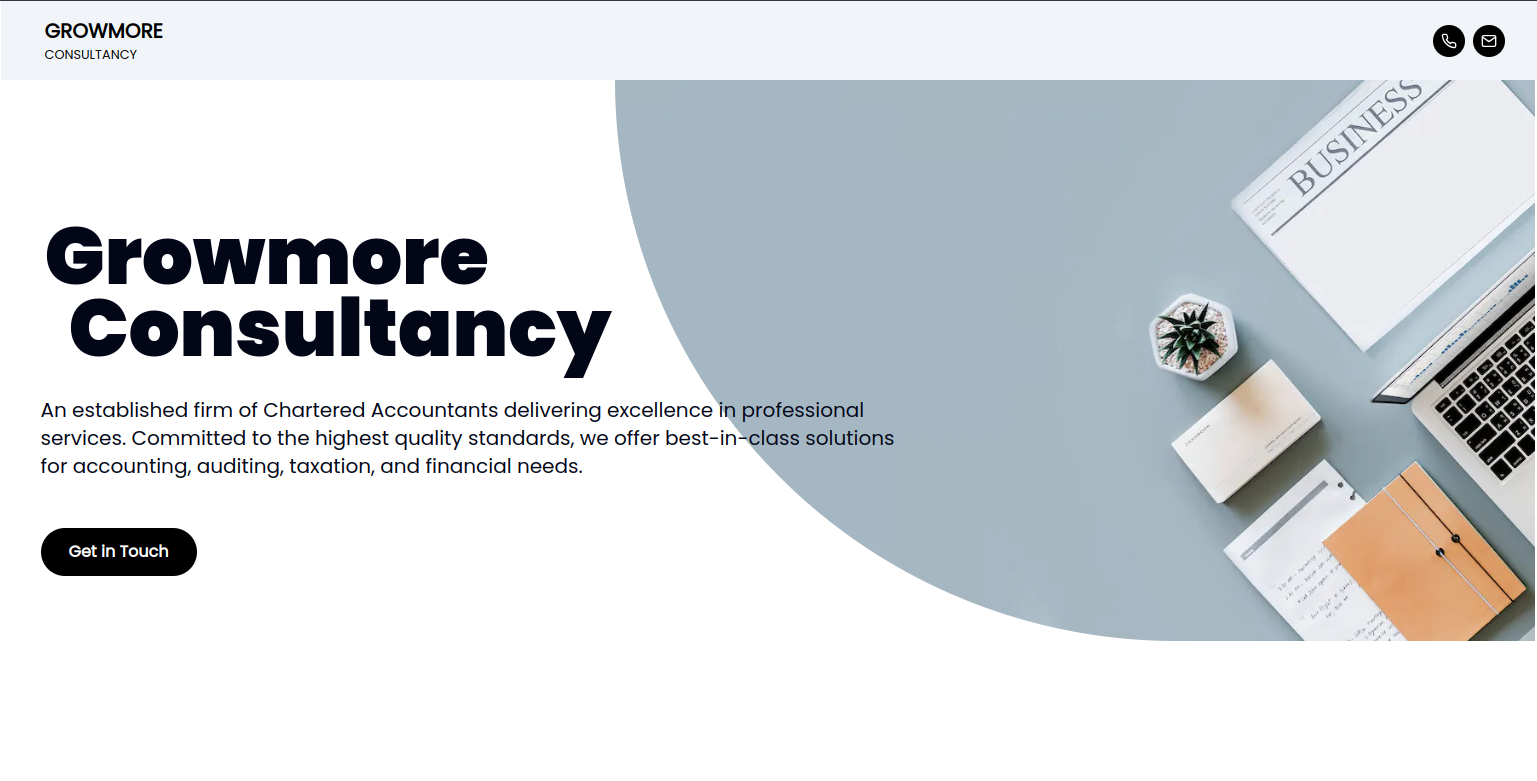 GROWMORE
CONSULTANCY
BUSINESS
Growmore
Consultancy
An established firm of Chartered Accountants delivering excellence in professional
services. Committed to the highest quality standards, we offer best-in-class solutions
for accounting, auditing, taxation, and financial needs.
Get in Touch